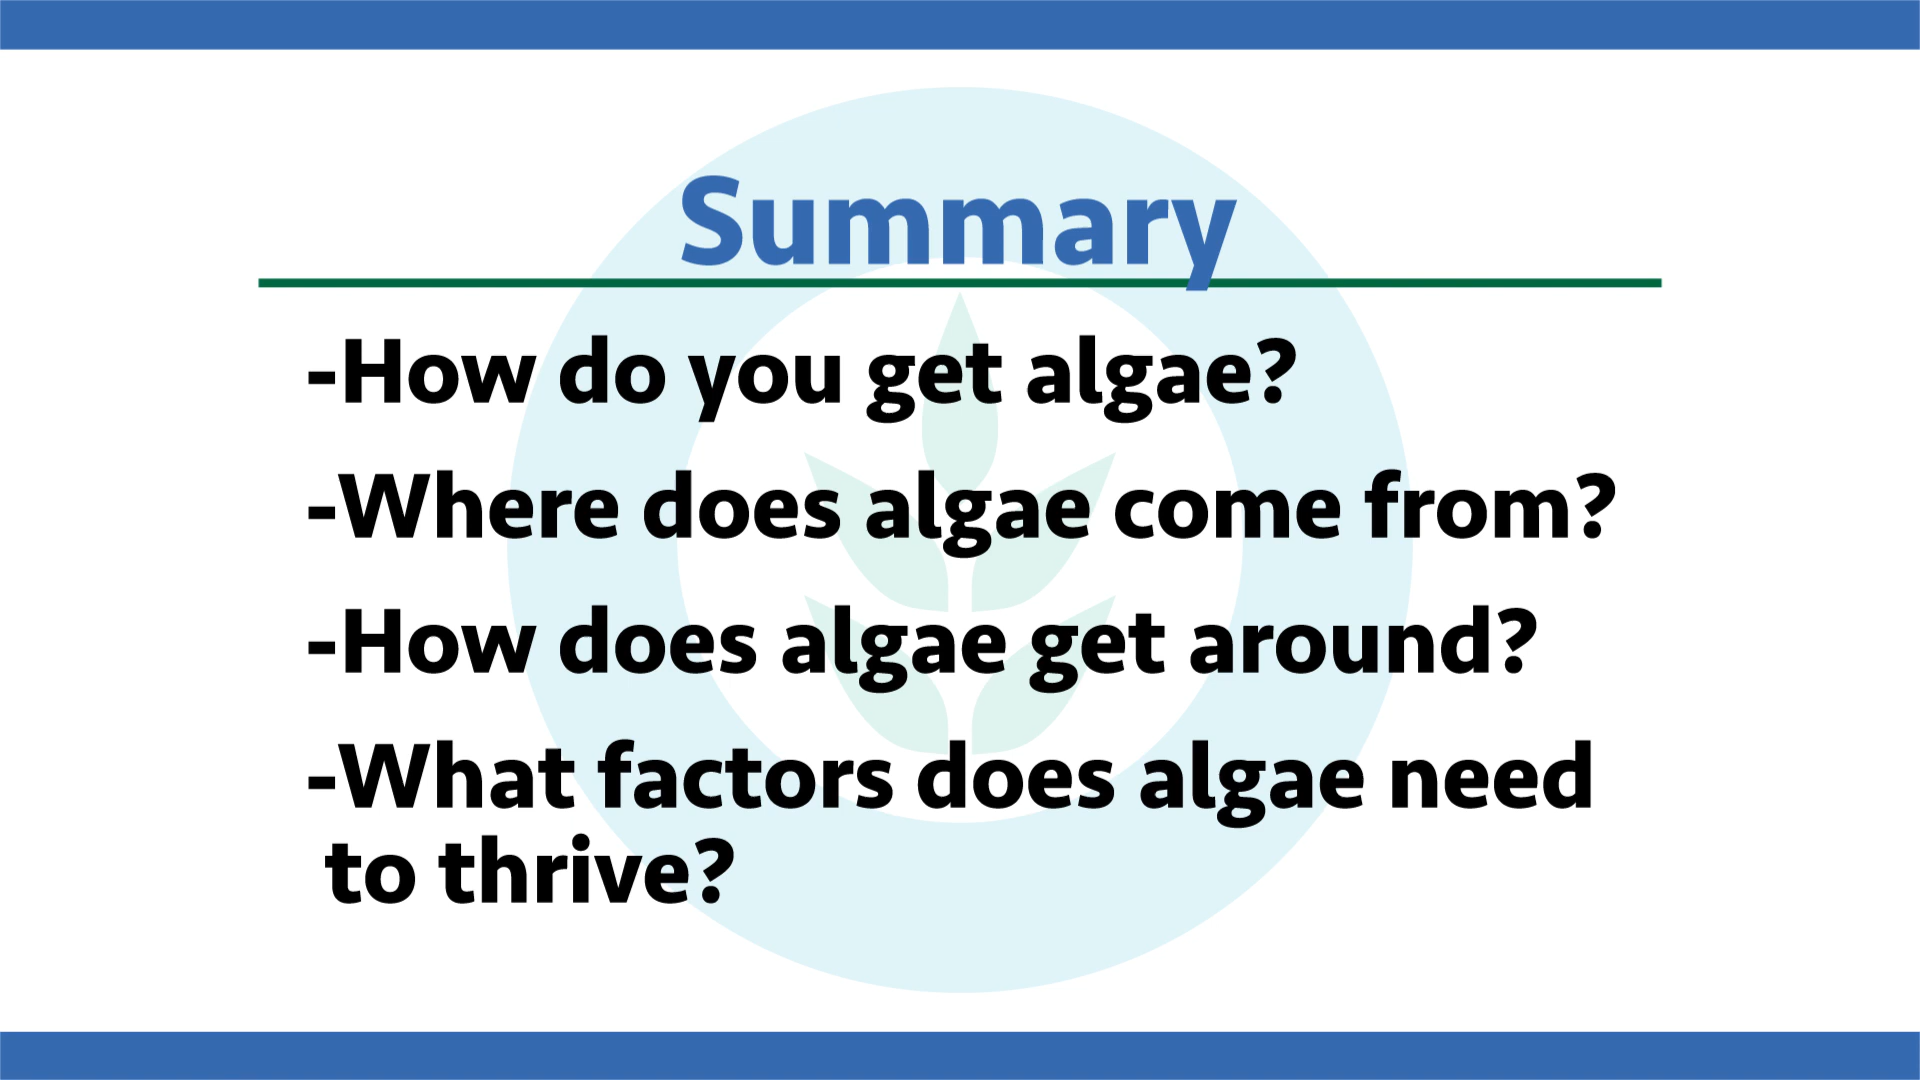 Summary
-How do you get algae?
-Where does algae come from?
-How does algae get around?
-What factors does algae need
to thrive?